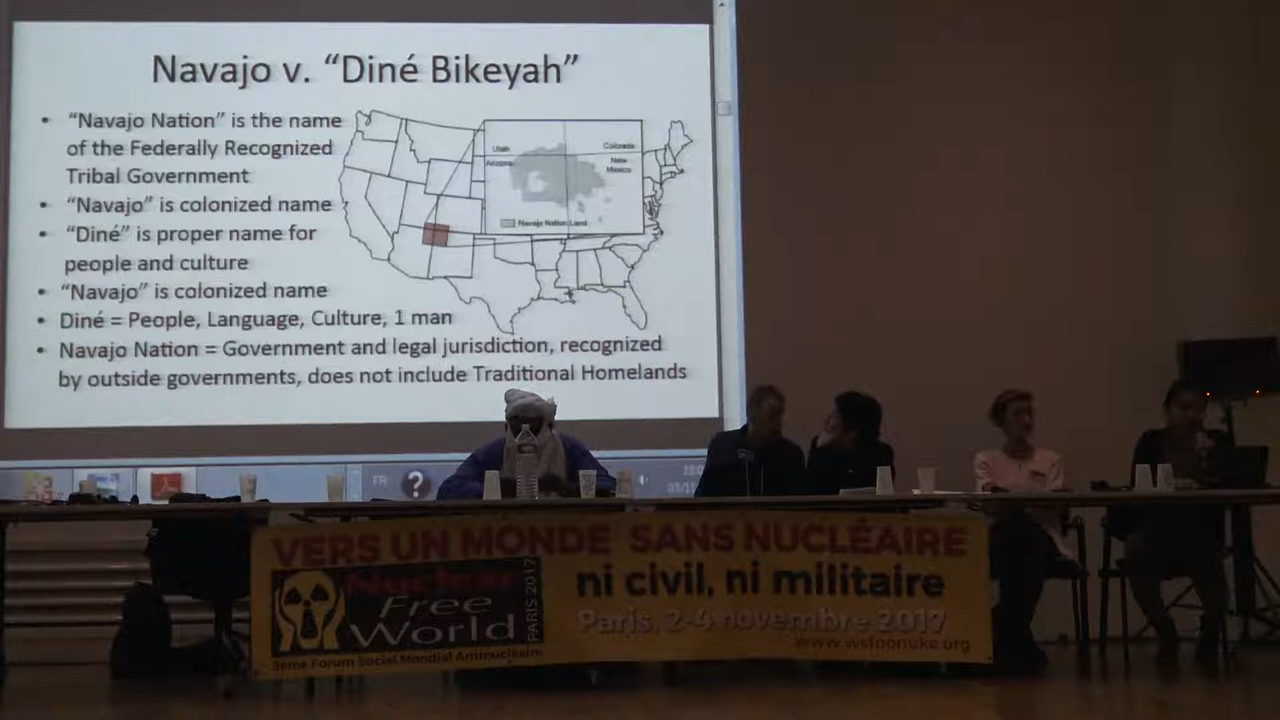 Navajo v. “Diné Bikeyah”
• “Navajo Nation” is the name
of the Federally Recognized
Tribal Government
• “Navajo” is colonized name
• “Diné” is proper name for
people and culture
• “Navajo” is colonized name
• Diné = People, Language, Culture, 1 man
• Navajo Nation = Government and legal jurisdiction, recognized
by outside governments, does not include Traditional Homelands
Utah
Colorado
Arizona
New
Mexico
Navajo Nation Land
FR
?
VERS UN MONDE SANS NUCLÉAIRE
ni civil, ni militaire
Paris, 2-4 novembre 2017
www.wsfnonuke.org
Nuclear
Free
World
PARIS 2017
3ème Forum Social Mondial Antinucléaire